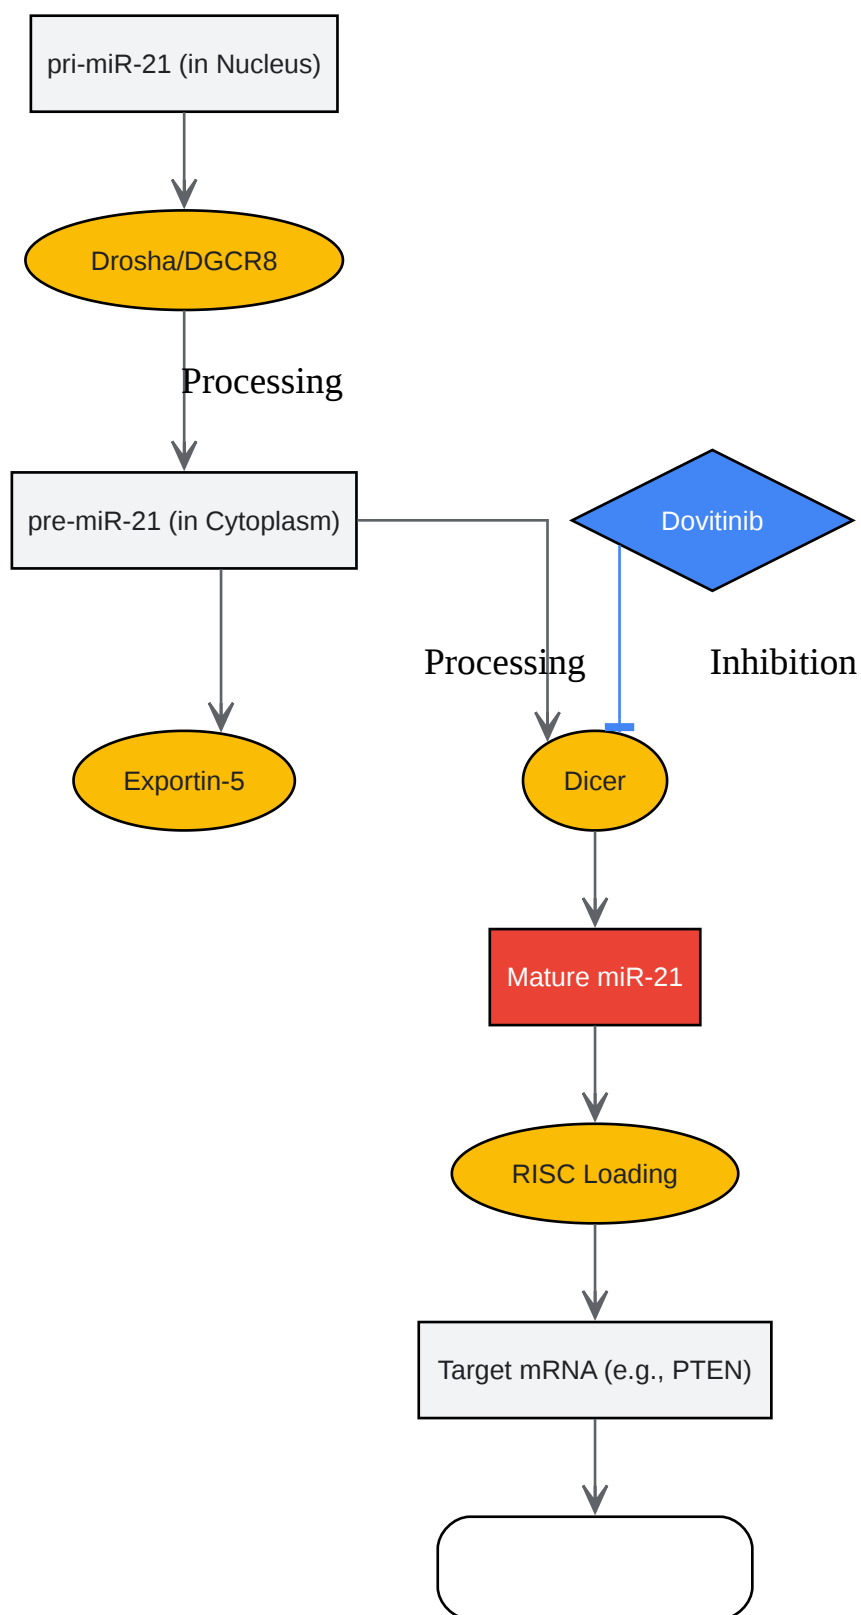 pri-miR-21 (in Nucleus)
Drosha/DGCR8
Processing
pre-miR-21 (in Cytoplasm)
Dovitinib
Processing
Inhibition
Exportin-5
Dicer
Mature miR-21
RISC Loading
Target mRNA (e.g., PTEN)